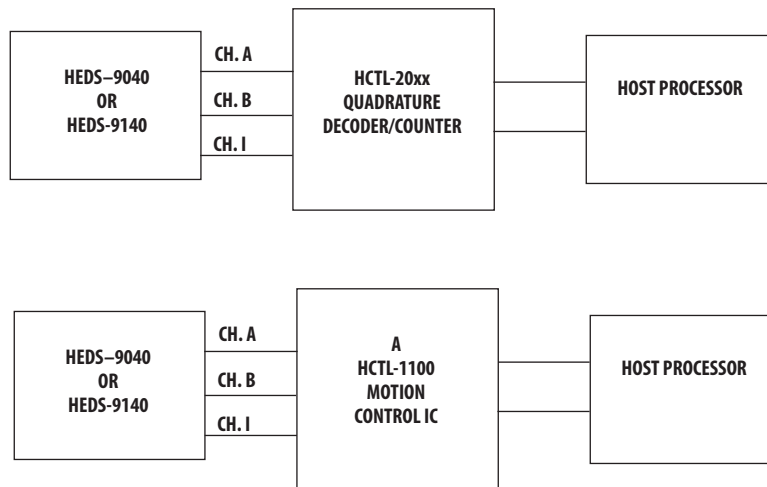 HEDS–9040
OR
HEDS-9140
CH. A
CH. B
CH. I
HCTL-20xx
QUADRATURE
DECODER/COUNTER
HOST PROCESSOR
HEDS–9040
OR
HEDS-9140
CH. A
CH. B
CH. I
A
HCTL-1100
MOTION
CONTROL IC
HOST PROCESSOR